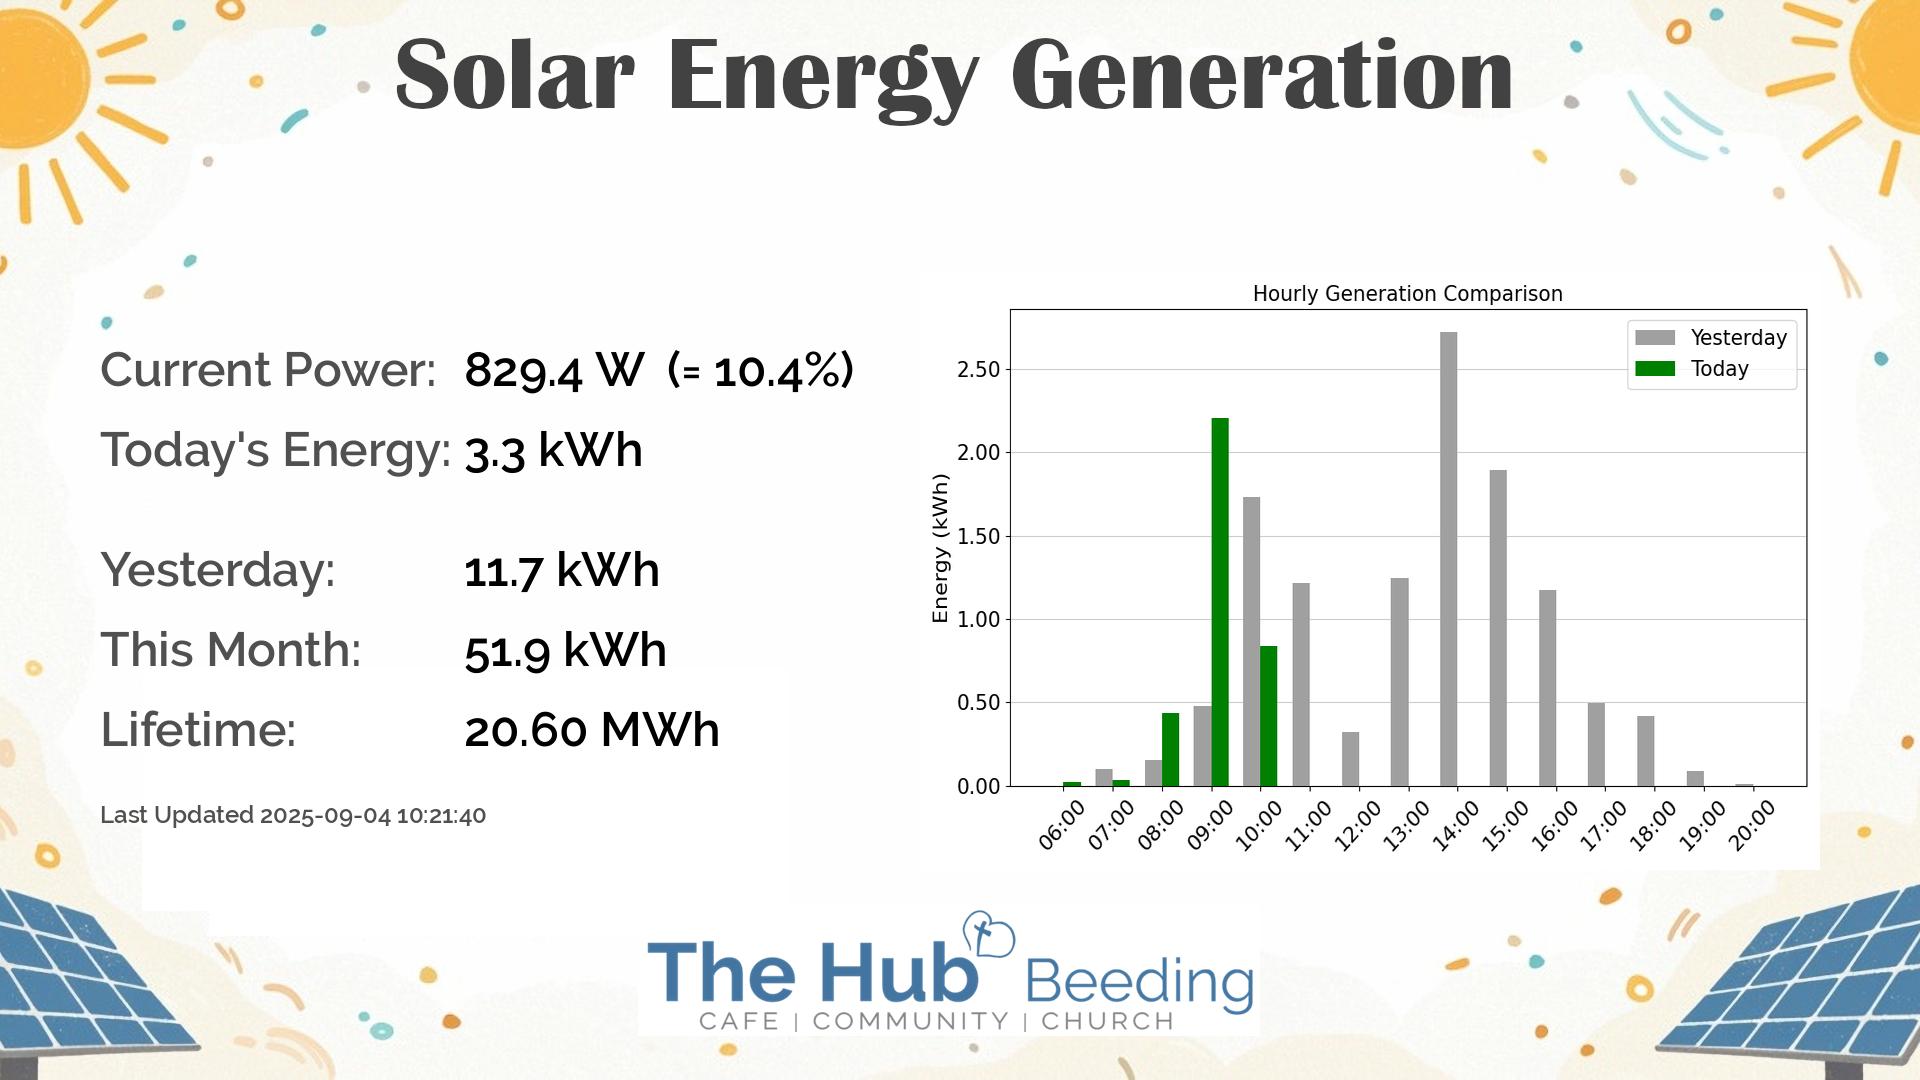 Solar Energy Generation
Current Power: 829.4 W (= 10.4%)
Today's Energy: 3.3 kWh
Yesterday: 11.7 kWh
This Month: 51.9 kWh
Lifetime: 20.60 MWh
Last Updated 2025-09-04 10:21:40
Hourly Generation Comparison
Yesterday
Today
Energy (kWh)
2.50
2.00
1.50
1.00
0.50
0.00
06:00 07:00 08:00 09:00 10:00 11:00 12:00 13:00 14:00 15:00 16:00 17:00 18:00 19:00 20:00
The Hub Beeding
CAFE | COMMUNITY | CHURCH